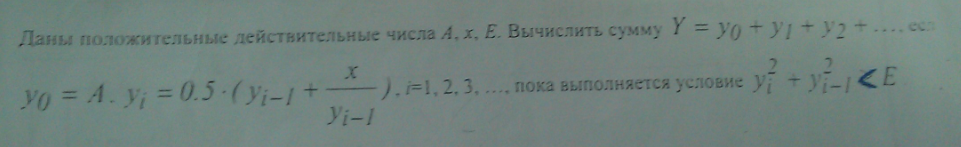 Даны положительные действительные числа A, x, E. Вычислить сумму Y = y₀ + y₁ + y₂ + ...., есл
y₀ = A . yᵢ = 0.5 · ( yᵢ₋₁ + x / yᵢ₋₁ ) , i=1, 2, 3, ..., пока выполняется условие yᵢ² + yᵢ₋₁² < E